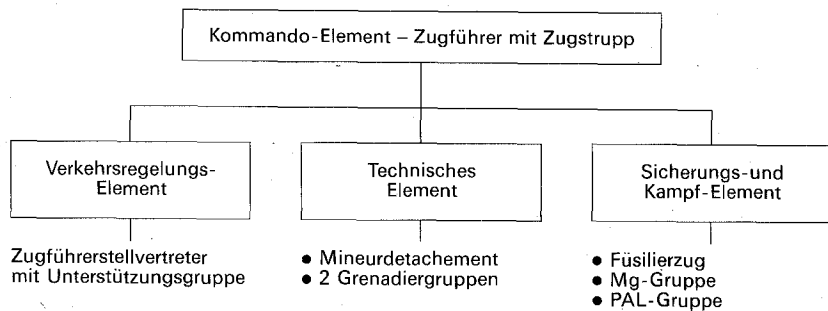 Kommando-Element – Zugführer mit Zugstrupp
Verkehrsregelungs-
Element
Zugführerstellvertreter
mit Unterstützungsgruppe
Technisches
Element
● Mineurdetachement
● 2 Grenadiergruppen
Sicherungs-und
Kampf-Element
● Füsilierzug
● Mg-Gruppe
● PAL-Gruppe